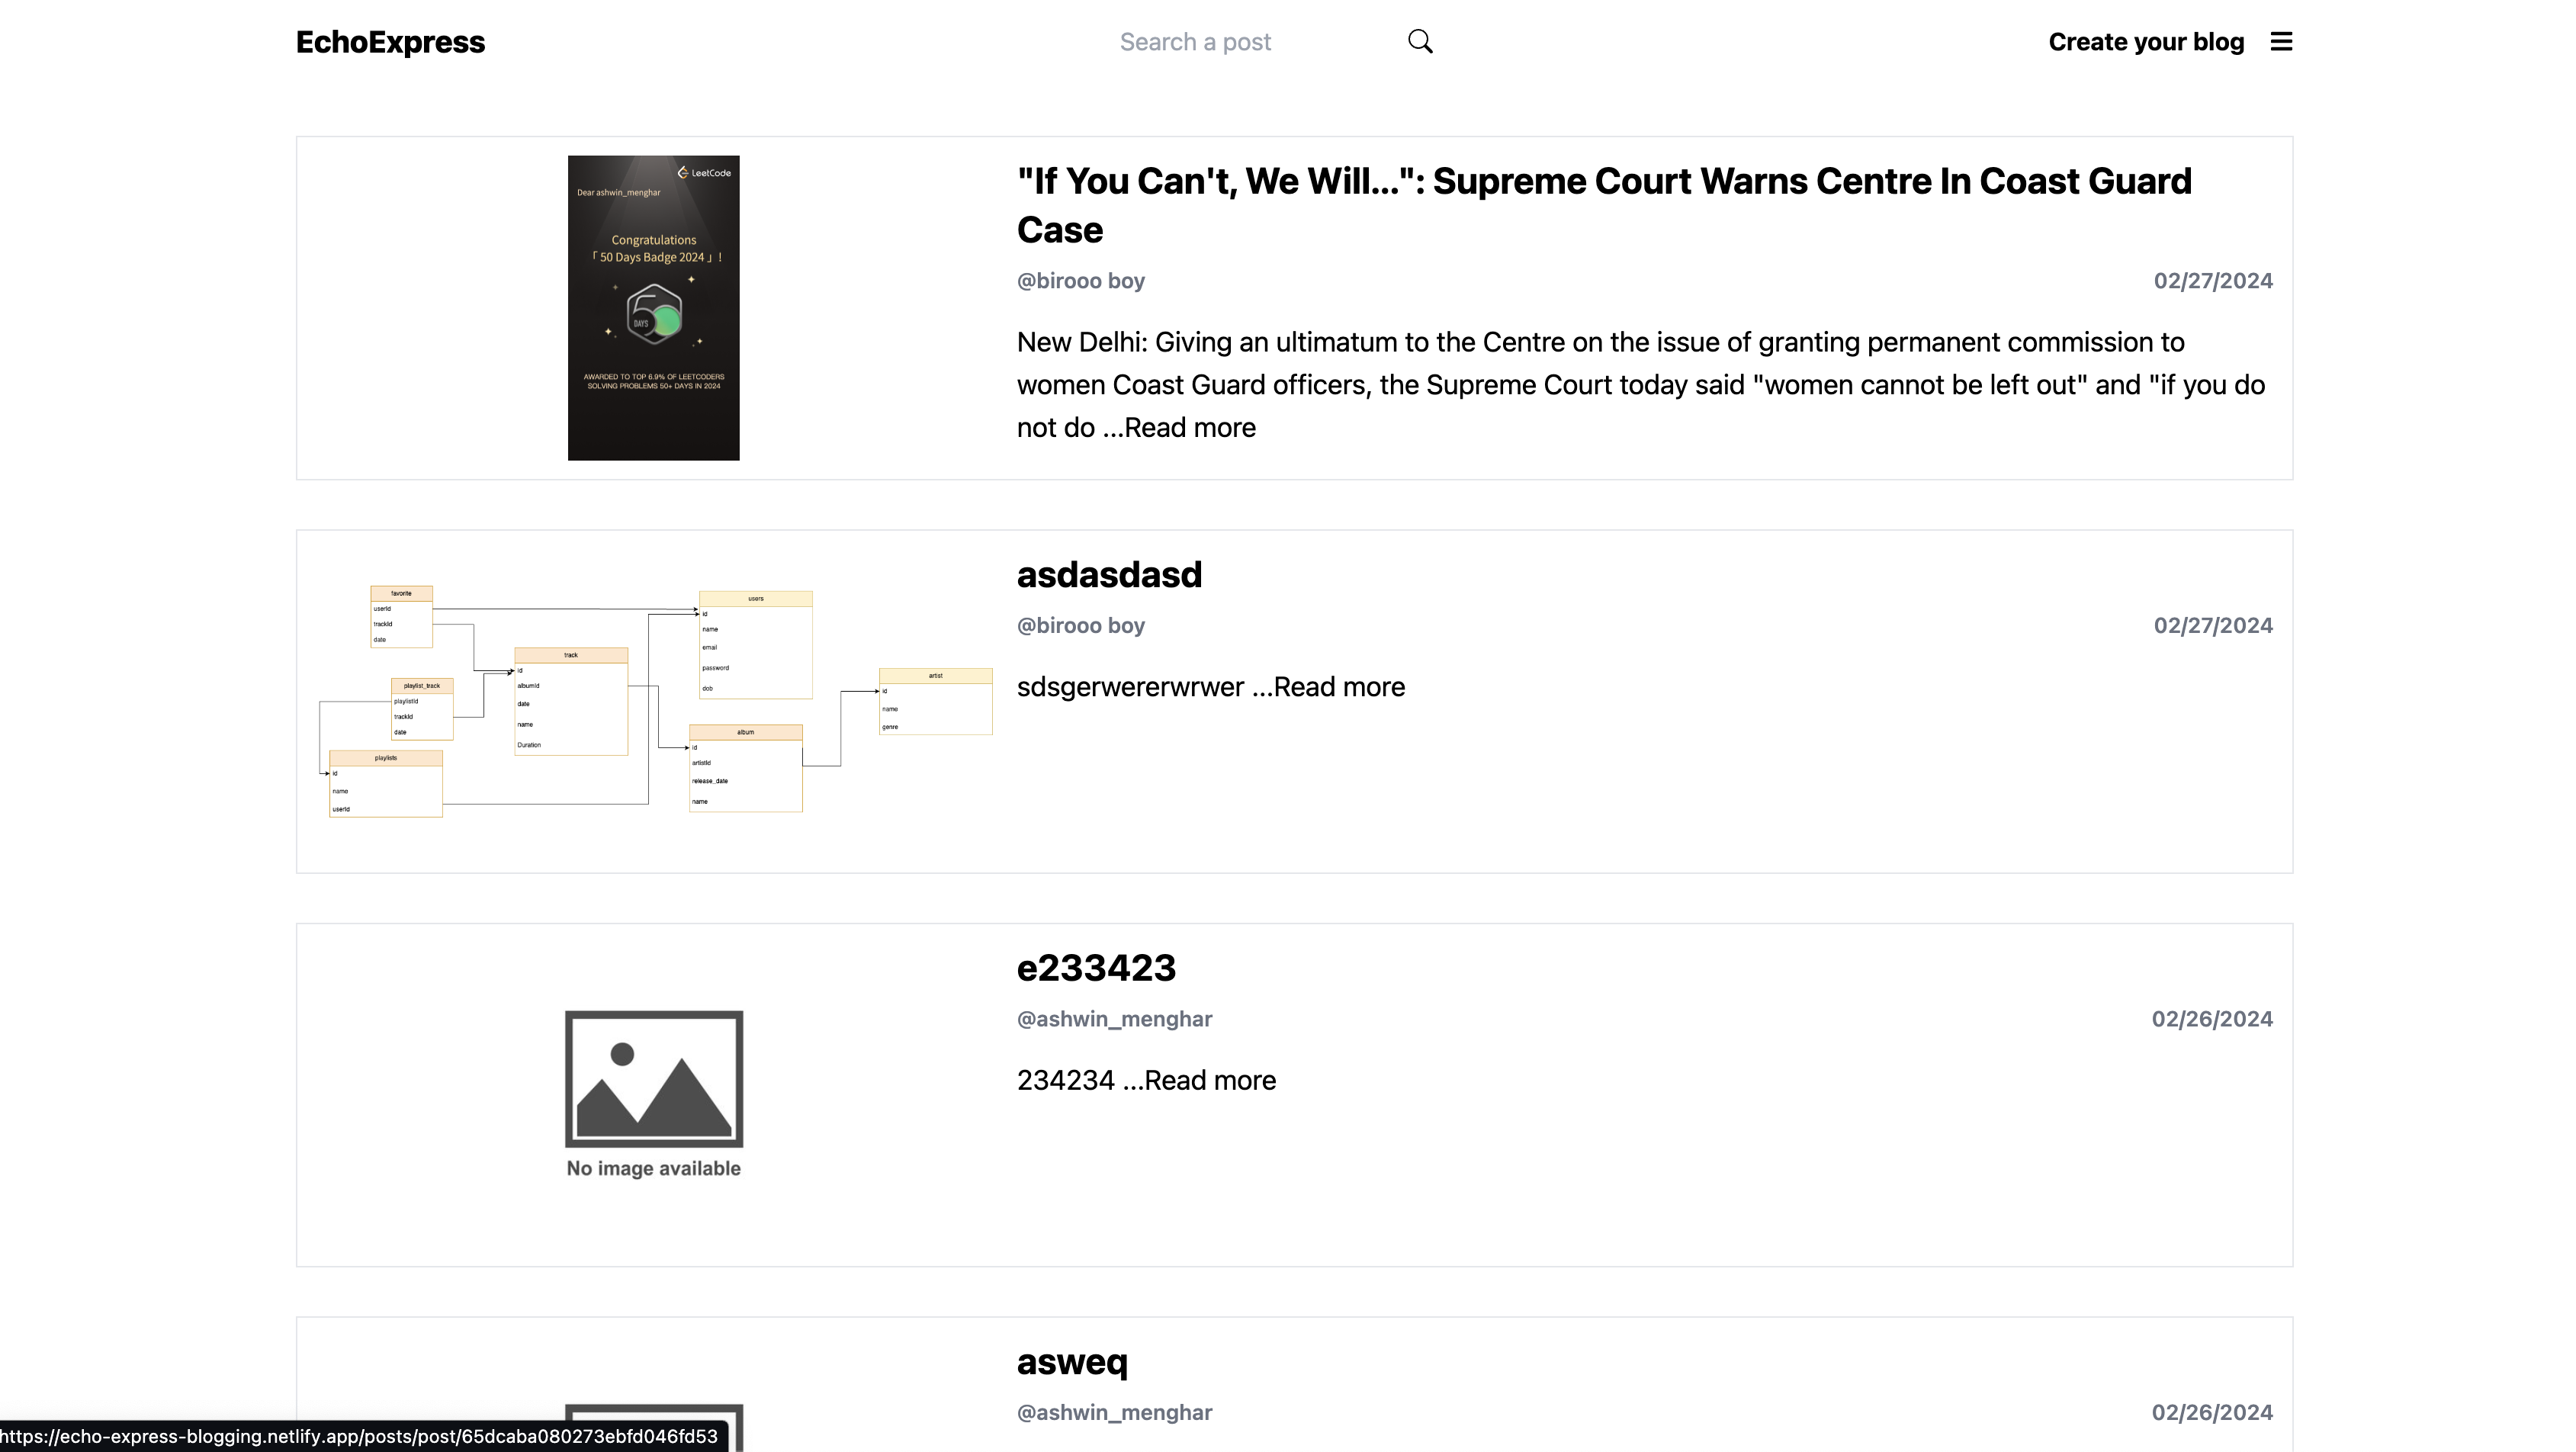 EchoExpress
Search a post
Create your blog
LeetCode
Dear ashwin_menghar
Congratulations
「 50 Days Badge 2024 」!
50
DAYS
AWARDED TO TOP 6.9% OF LEETCODERS
SOLVING PROBLEMS 50+ DAYS IN 2024
"If You Can't, We Will...": Supreme Court Warns Centre In Coast Guard
Case
@birooo boy
02/27/2024
New Delhi: Giving an ultimatum to the Centre on the issue of granting permanent commission to
women Coast Guard officers, the Supreme Court today said "women cannot be left out" and "if you do
not do ...Read more
favorite
userId
trackId
date
users
id
name
email
password
dob
track
id
albumId
date
name
Duration
playlist_track
playlistId
trackId
date
artist
id
name
genre
album
id
artistId
release_date
name
playlists
id
name
userId
asdasdasd
@birooo boy
02/27/2024
sdsgerwererwrwer ...Read more
No image available
e233423
@ashwin_menghar
02/26/2024
234234 ...Read more
asweq
@ashwin_menghar
02/26/2024
https://echo-express-blogging.netlify.app/posts/post/65dcaba080273ebfd046fd53